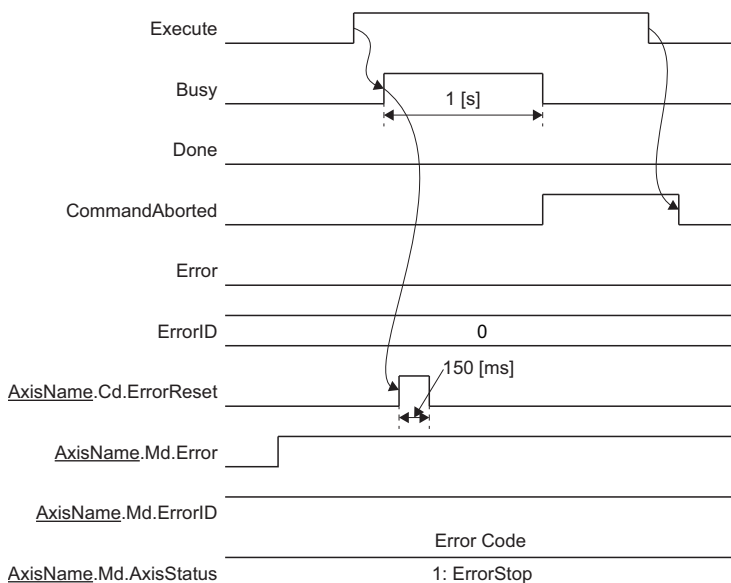 Execute
Busy
1 [s]
Done
CommandAborted
Error
ErrorID
0
150 [ms]
AxisName.Cd.ErrorReset
AxisName.Md.Error
AxisName.Md.ErrorID
Error Code
AxisName.Md.AxisStatus
1: ErrorStop